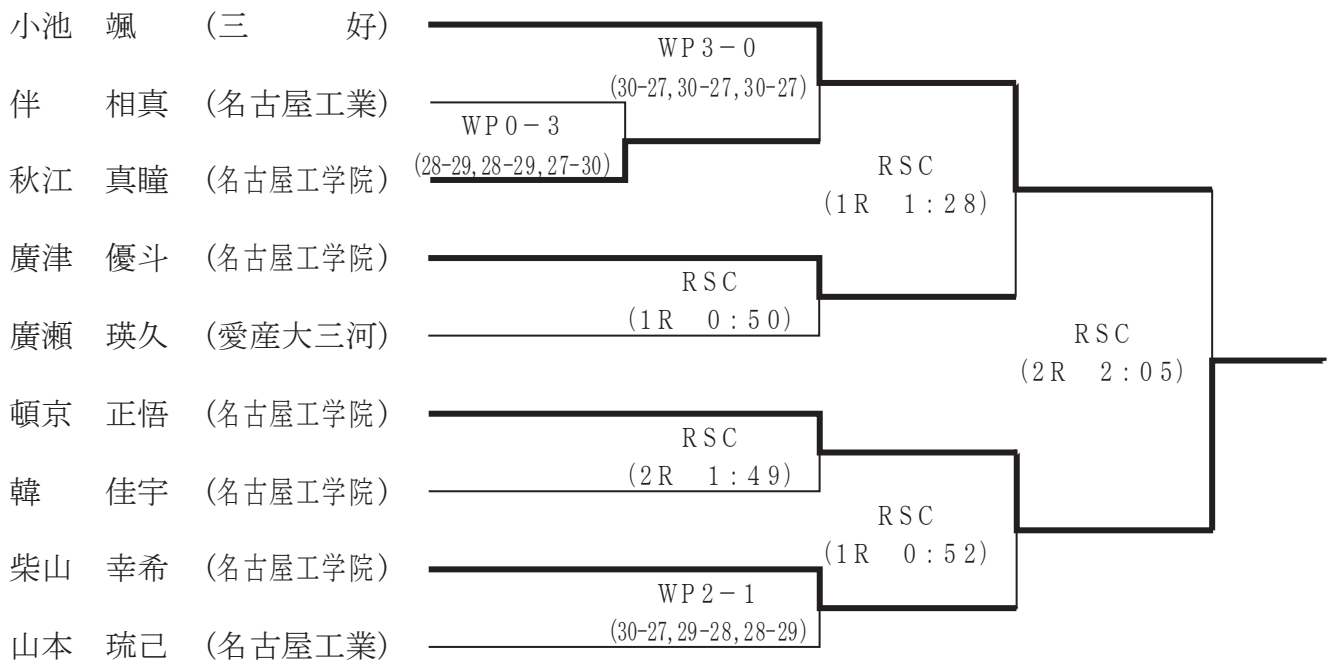 小池 颯 (三 好)
WP3-0
(30-27,30-27,30-27)
伴 相真 (名古屋工業)
WP0-3
(28-29,28-29,27-30)
秋江 真瞳 (名古屋工学院)
RSC
(1R 1:28)
廣津 優斗 (名古屋工学院)
RSC
(1R 0:50)
廣瀬 瑛久 (愛産大三河)
RSC
(2R 2:05)
頓京 正悟 (名古屋工学院)
RSC
(2R 1:49)
韓 佳宇 (名古屋工学院)
RSC
(1R 0:52)
柴山 幸希 (名古屋工学院)
WP2-1
(30-27,29-28,28-29)
山本 琉己 (名古屋工業)